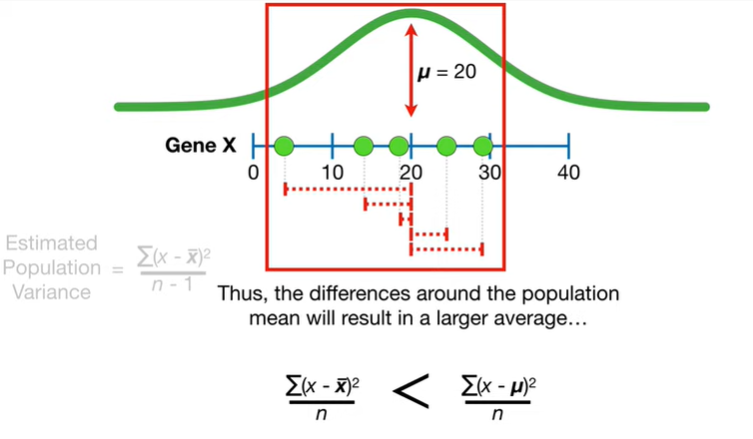 μ = 20
Gene X
0 10 20 30 40
Estimated
Population
Variance
= ∑(x - x̄)²
n - 1
Thus, the differences around the population
mean will result in a larger average…
∑(x - x̄)² < ∑(x - μ)²
n n